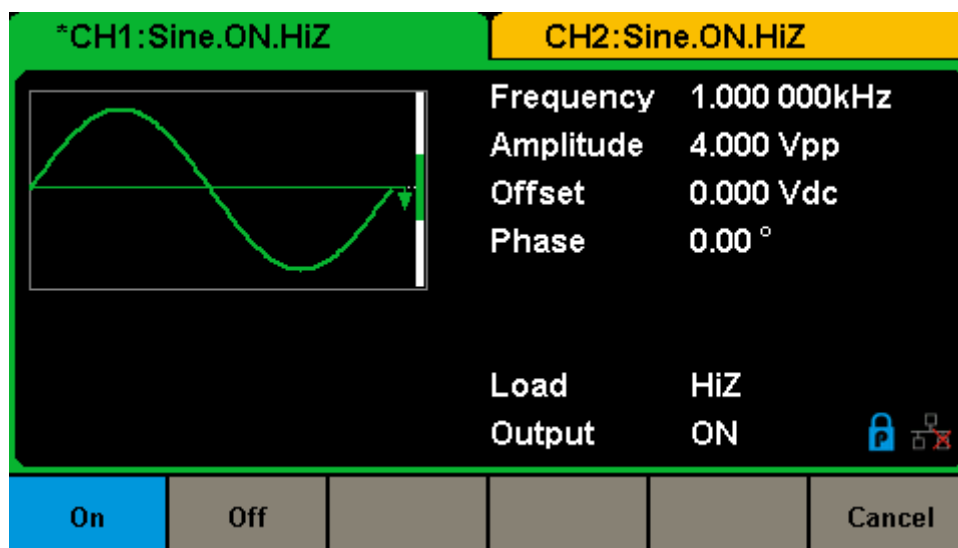 *CH1:Sine.ON.HiZ CH2:Sine.ON.HiZ
Frequency 1.000 000kHz
Amplitude 4.000 Vpp
Offset 0.000 Vdc
Phase 0.00 °
Load HiZ
Output ON
P
On Off Cancel